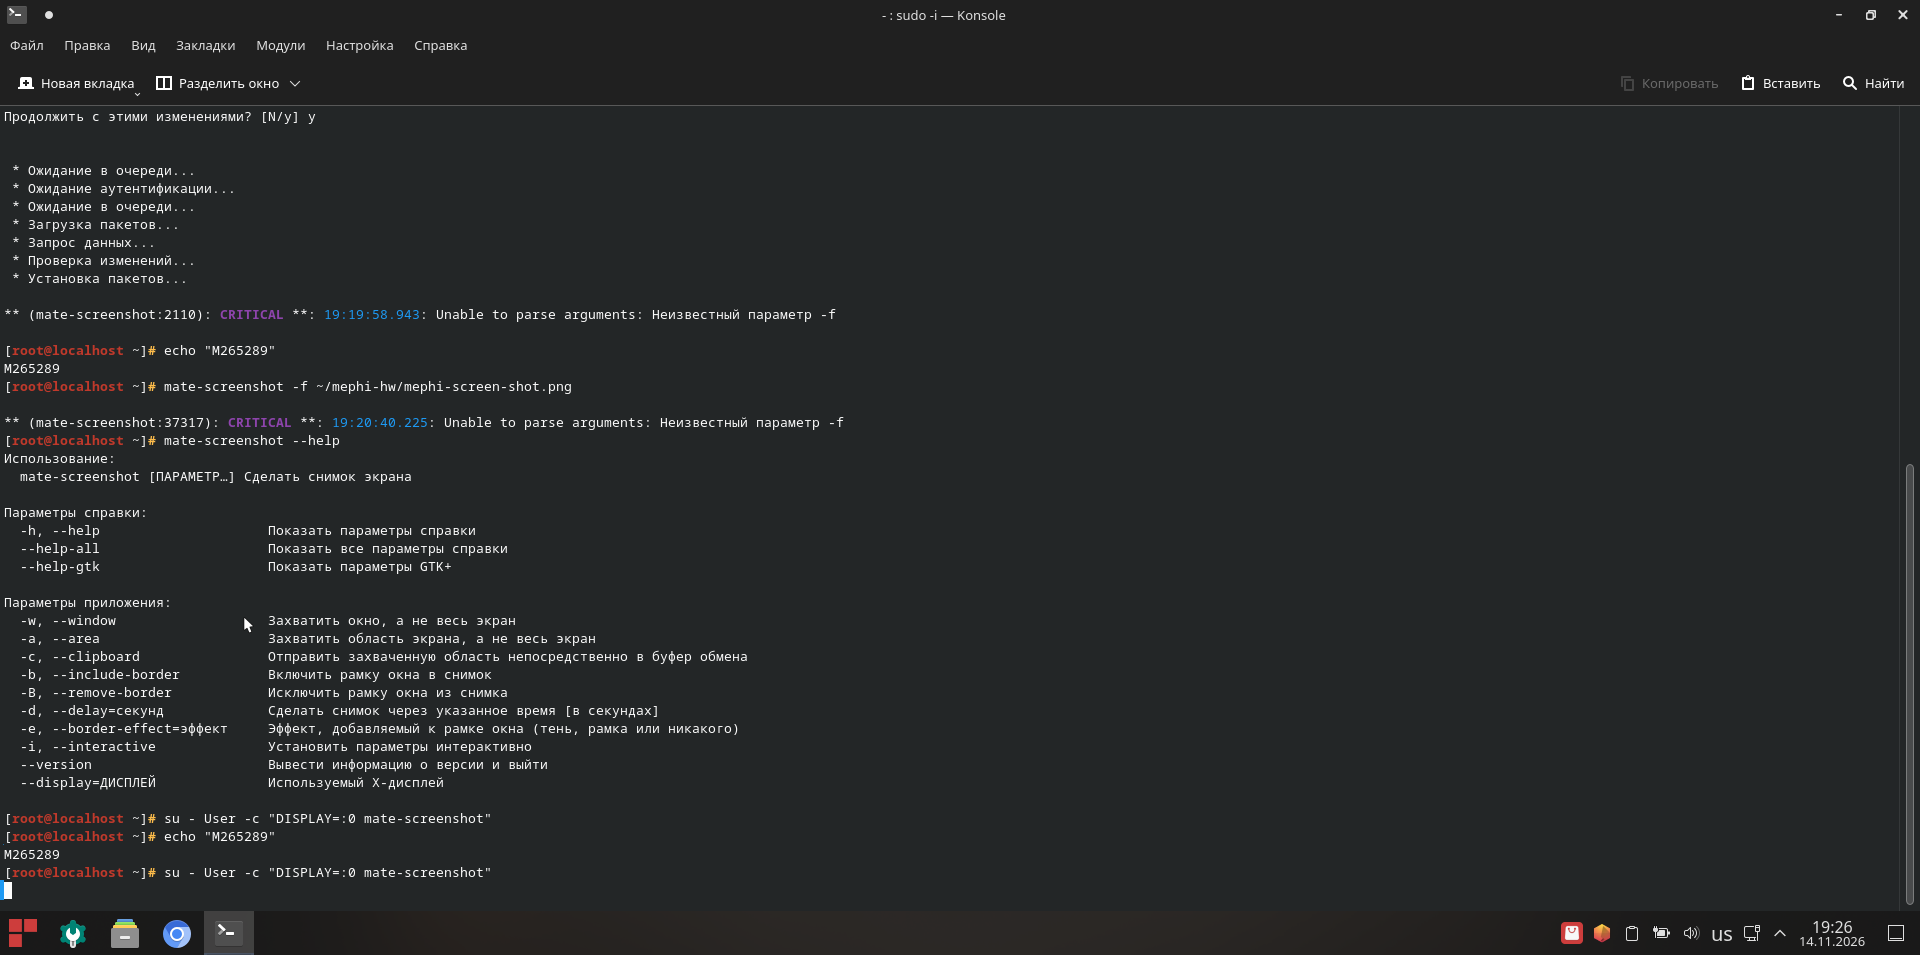 - : sudo -i — Konsole
Файл Правка Вид Закладки Модули Настройка Справка
Новая вкладка Разделить окно Копировать Вставить Найти
Продолжить с этими изменениями? [N/y] y
* Ожидание в очереди...
* Ожидание аутентификации...
* Ожидание в очереди...
* Загрузка пакетов...
* Запрос данных...
* Проверка изменений...
* Установка пакетов...
** (mate-screenshot:2110): CRITICAL **: 19:19:58.943: Unable to parse arguments: Неизвестный параметр -f
[root@localhost ~]# echo "M265289"
M265289
[root@localhost ~]# mate-screenshot -f ~/mephi-hw/mephi-screen-shot.png
** (mate-screenshot:37317): CRITICAL **: 19:20:40.225: Unable to parse arguments: Неизвестный параметр -f
[root@localhost ~]# mate-screenshot --help
Использование:
mate-screenshot [ПАРАМЕТР…] Сделать снимок экрана
Параметры справки:
-h, --help Показать параметры справки
--help-all Показать все параметры справки
--help-gtk Показать параметры GTK+
Параметры приложения:
-w, --window Захватить окно, а не весь экран
-a, --area Захватить область экрана, а не весь экран
-c, --clipboard Отправить захваченную область непосредственно в буфер обмена
-b, --include-border Включить рамку окна в снимок
-B, --remove-border Исключить рамку окна из снимка
-d, --delay=секунд Сделать снимок через указанное время [в секундах]
-e, --border-effect=эффект Эффект, добавляемый к рамке окна (тень, рамка или никакого)
-i, --interactive Установить параметры интерактивно
--version Вывести информацию о версии и выйти
--display=ДИСПЛЕЙ Используемый X-дисплей
[root@localhost ~]# su - User -c "DISPLAY=:0 mate-screenshot"
[root@localhost ~]# echo "M265289"
M265289
[root@localhost ~]# su - User -c "DISPLAY=:0 mate-screenshot"
us
19:26
14.11.2026